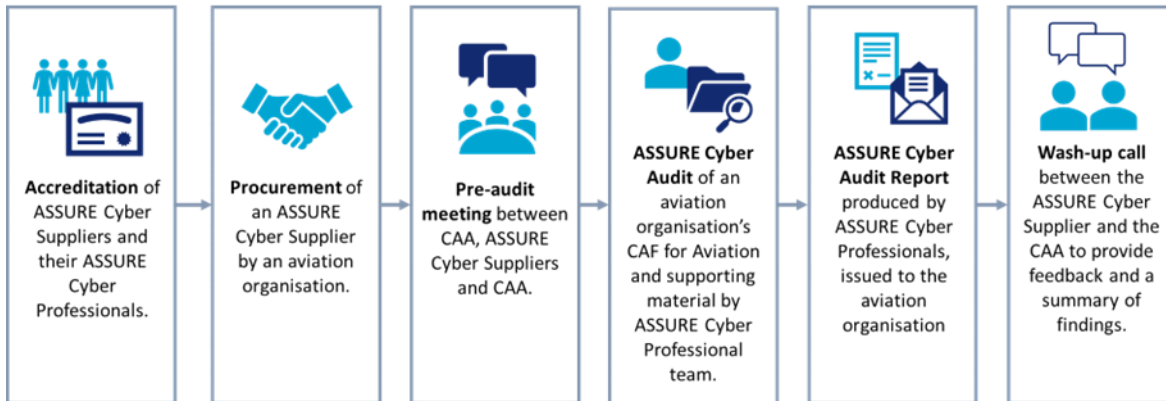 Accreditation of
ASSURE Cyber
Suppliers and
their ASSURE
Cyber
Professionals.
Procurement of
an ASSURE
Cyber Supplier
by an aviation
organisation.
Pre-audit
meeting between
CAA, ASSURE
Cyber Suppliers
and CAA.
ASSURE Cyber
Audit of an
aviation
organisation's
CAF for Aviation
and supporting
material by
ASSURE Cyber
Professional
team.
ASSURE Cyber
Audit Report
produced by
ASSURE Cyber
Professionals,
issued to the
aviation
organisation
Wash-up call
between the
ASSURE Cyber
Supplier and the
CAA to provide
feedback and a
summary of
findings.